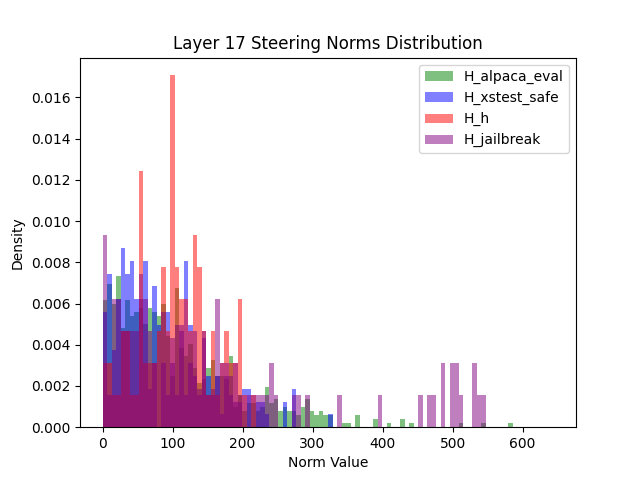 Layer 17 Steering Norms Distribution
H_alpaca_eval
H_xstest_safe
H_h
H_jailbreak
0.016
0.014
0.012
0.010
0.008
0.006
0.004
0.002
0.000
Density
0 100 200 300 400 500 600
Norm Value